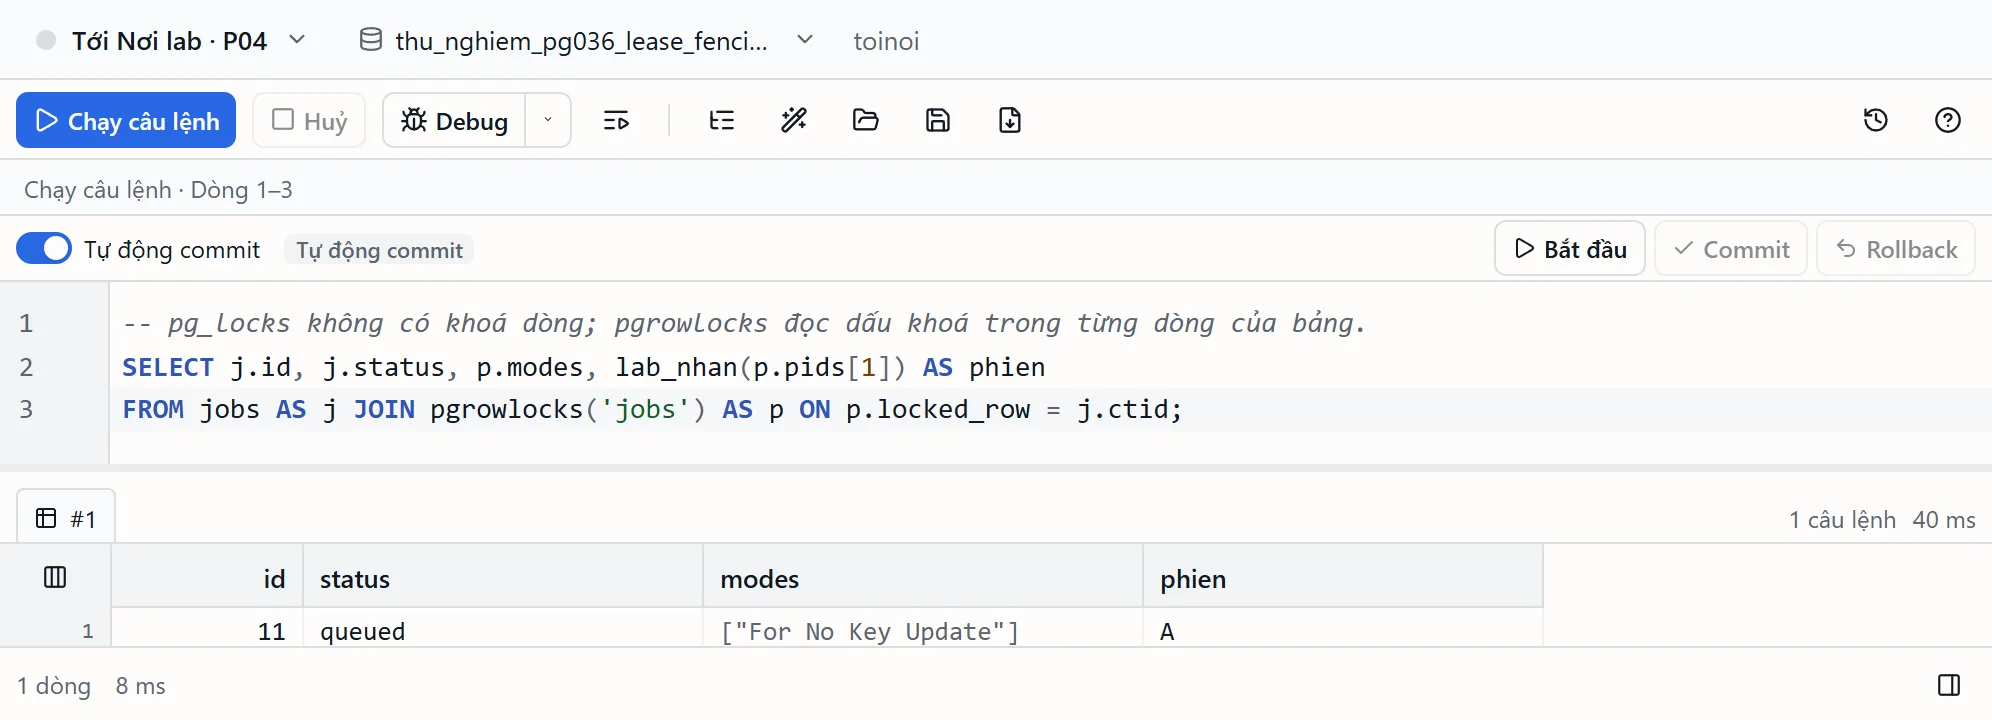 Tới Nơi lab · P04 thu_nghiem_pg036_lease_fenci... toinoi
Chạy câu lệnh Huỷ Debug
Chạy câu lệnh · Dòng 1–3
Tự động commit Tự động commit Bắt đầu Commit Rollback
1 -- pg_locks không có khoá dòng; pgrowlocks đọc dấu khoá trong từng dòng của bảng.
2 SELECT j.id, j.status, p.modes, lab_nhan(p.pids[1]) AS phien
3 FROM jobs AS j JOIN pgrowlocks('jobs') AS p ON p.locked_row = j.ctid;
#1 1 câu lệnh 40 ms
id status modes phien
1 11 queued ["For No Key Update"] A
1 dòng 8 ms